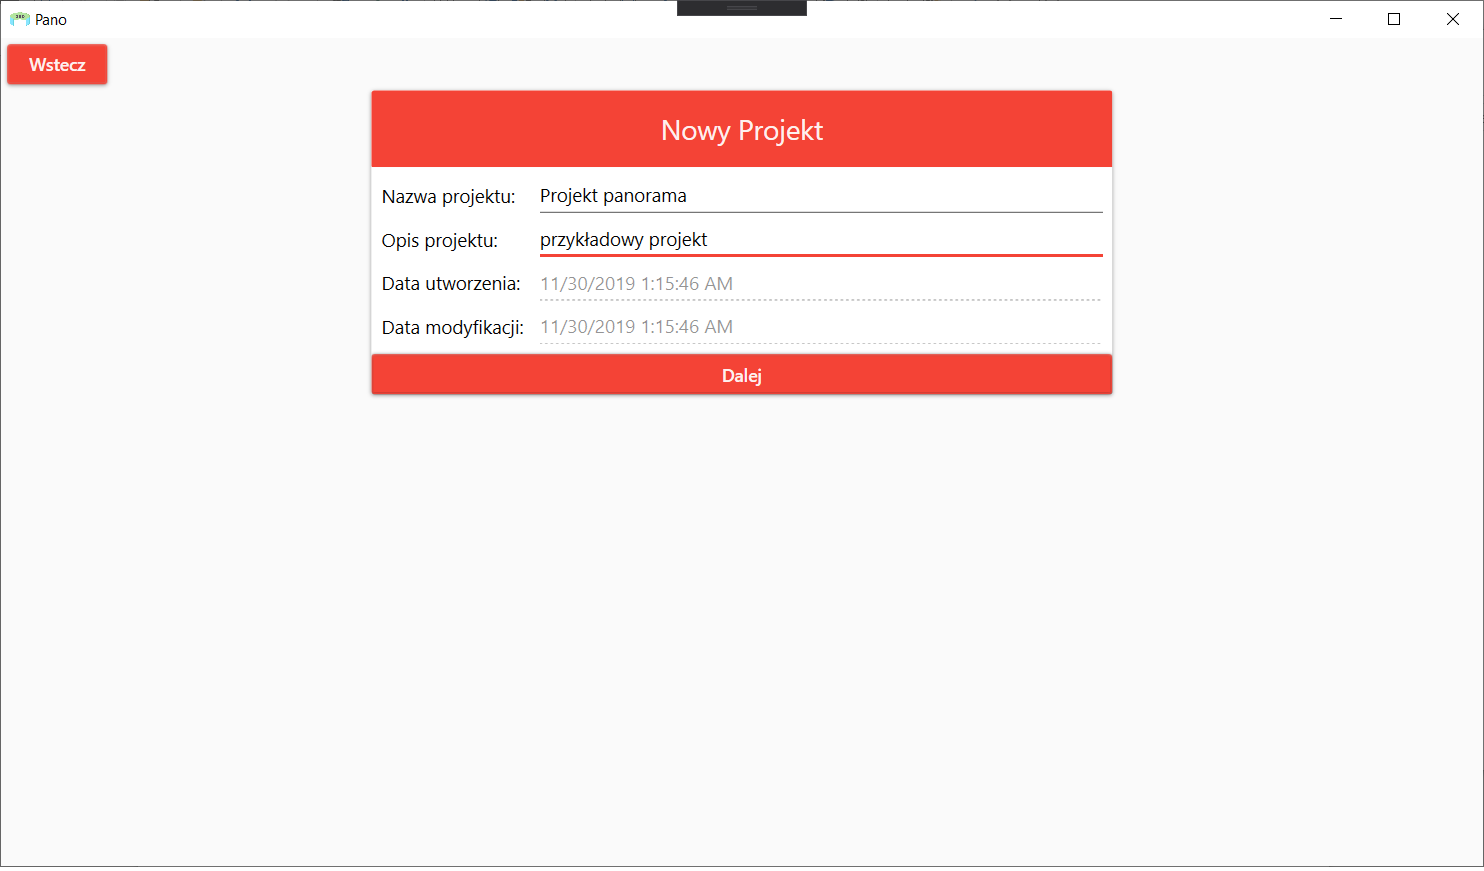 Pano
Wstecz
Nowy Projekt
Nazwa projektu: Projekt panorama
Opis projektu: przykładowy projekt
Data utworzenia: 11/30/2019 1:15:46 AM
Data modyfikacji: 11/30/2019 1:15:46 AM
Dalej